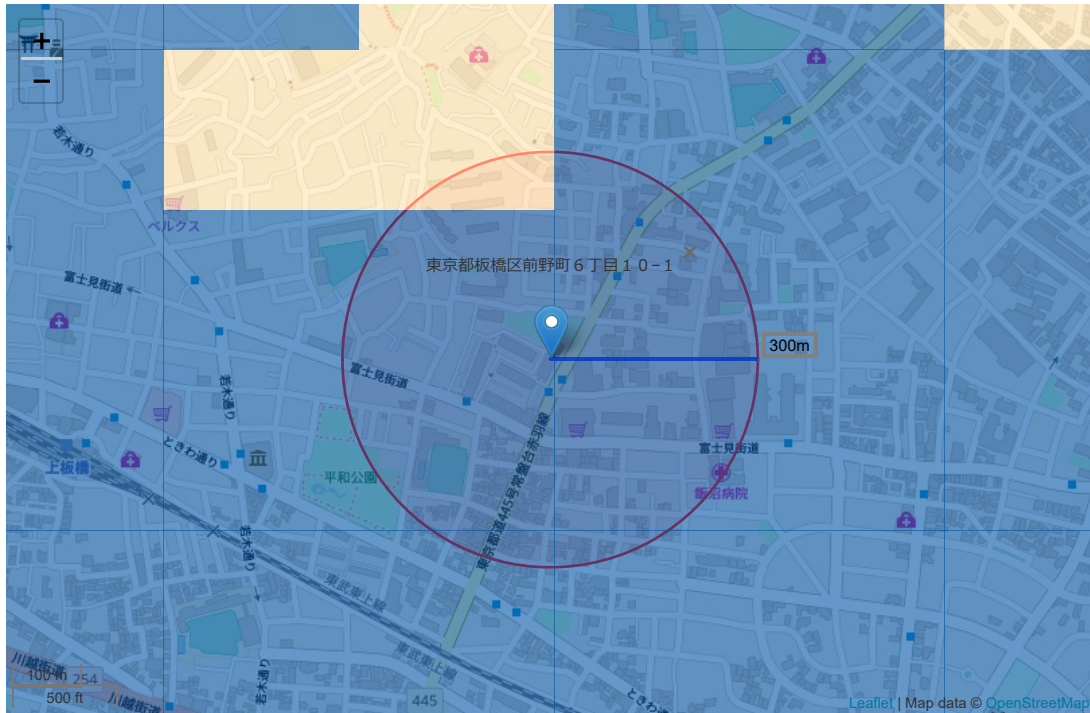 +
−
若木通り
ベルクス
東京都板橋区前野町６丁目１０−１
富士見街道
300m
富士見街道
若木通り
ときわ通り
上板橋
平和公園
富士見街道
飯沼病院
東京都道445号常盤台赤羽線
若木通り
東武東上線
東武東上線
川越街道
254
川越街道
若木通り
445
ときわ通り
100 m
500 ft
Leaflet | Map data © OpenStreetMap